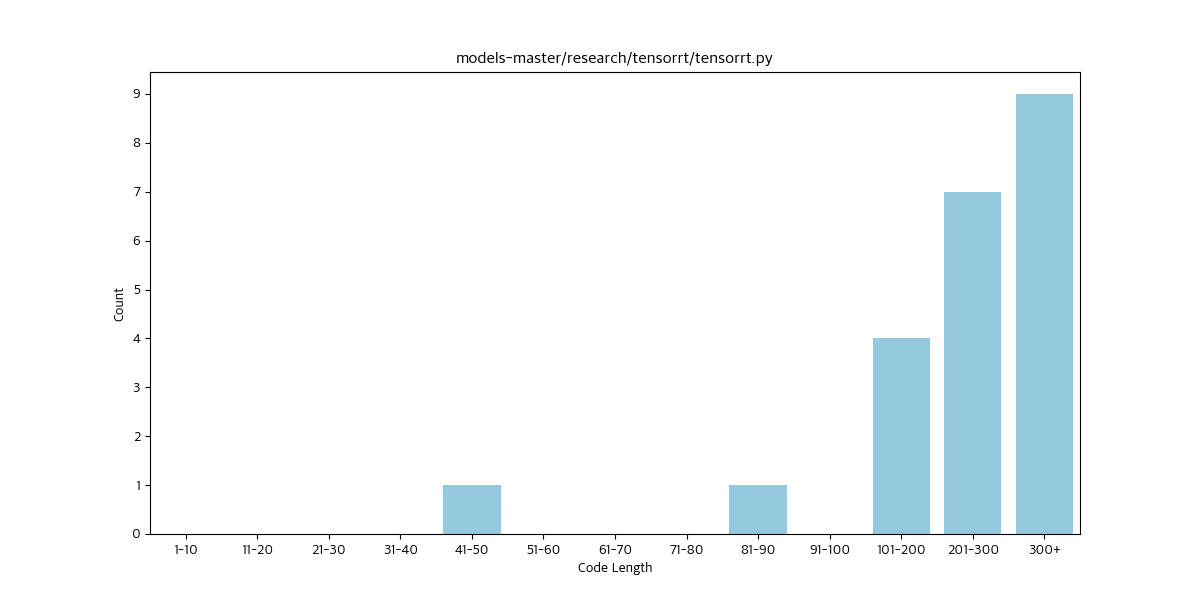 models-master/research/tensorrt/tensorrt.py
Count
9
8
7
6
5
4
3
2
1
0
1-10 11-20 21-30 31-40 41-50 51-60 61-70 71-80 81-90 91-100 101-200 201-300 300+
Code Length